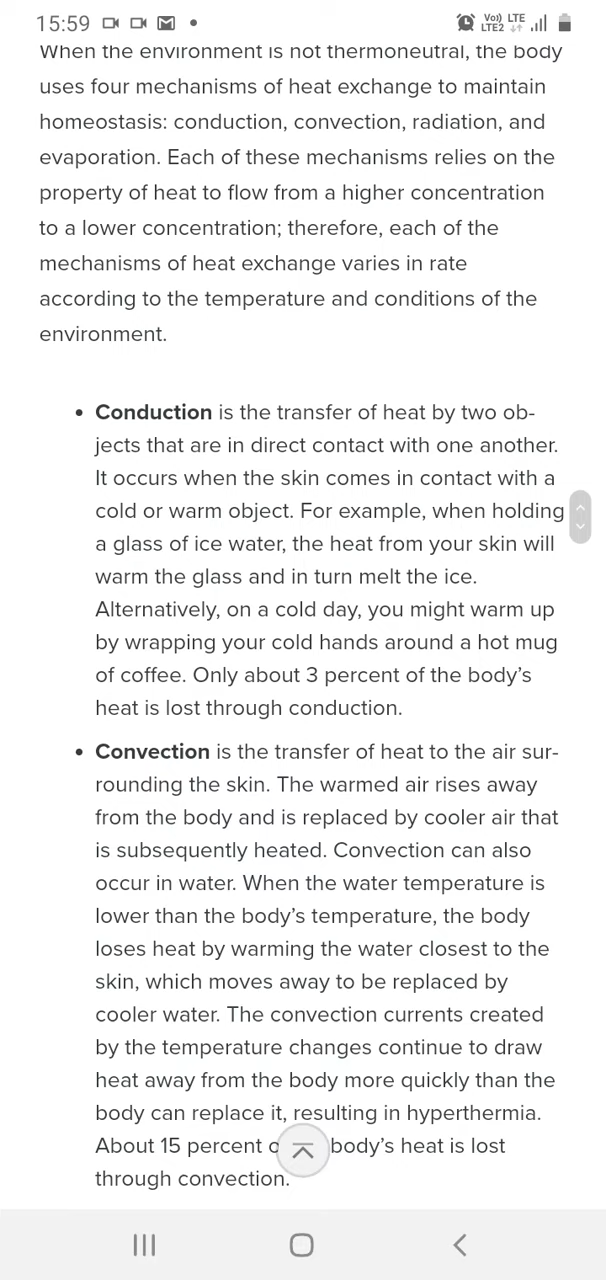 15:59
Vo)) LTE
LTE2
When the environment is not thermoneutral, the body
uses four mechanisms of heat exchange to maintain
homeostasis: conduction, convection, radiation, and
evaporation. Each of these mechanisms relies on the
property of heat to flow from a higher concentration
to a lower concentration; therefore, each of the
mechanisms of heat exchange varies in rate
according to the temperature and conditions of the
environment.
• Conduction is the transfer of heat by two ob-
jects that are in direct contact with one another.
It occurs when the skin comes in contact with a
cold or warm object. For example, when holding
a glass of ice water, the heat from your skin will
warm the glass and in turn melt the ice.
Alternatively, on a cold day, you might warm up
by wrapping your cold hands around a hot mug
of coffee. Only about 3 percent of the body's
heat is lost through conduction.
• Convection is the transfer of heat to the air sur-
rounding the skin. The warmed air rises away
from the body and is replaced by cooler air that
is subsequently heated. Convection can also
occur in water. When the water temperature is
lower than the body's temperature, the body
loses heat by warming the water closest to the
skin, which moves away to be replaced by
cooler water. The convection currents created
by the temperature changes continue to draw
heat away from the body more quickly than the
body can replace it, resulting in hyperthermia.
About 15 percent body's heat is lost
through convection.